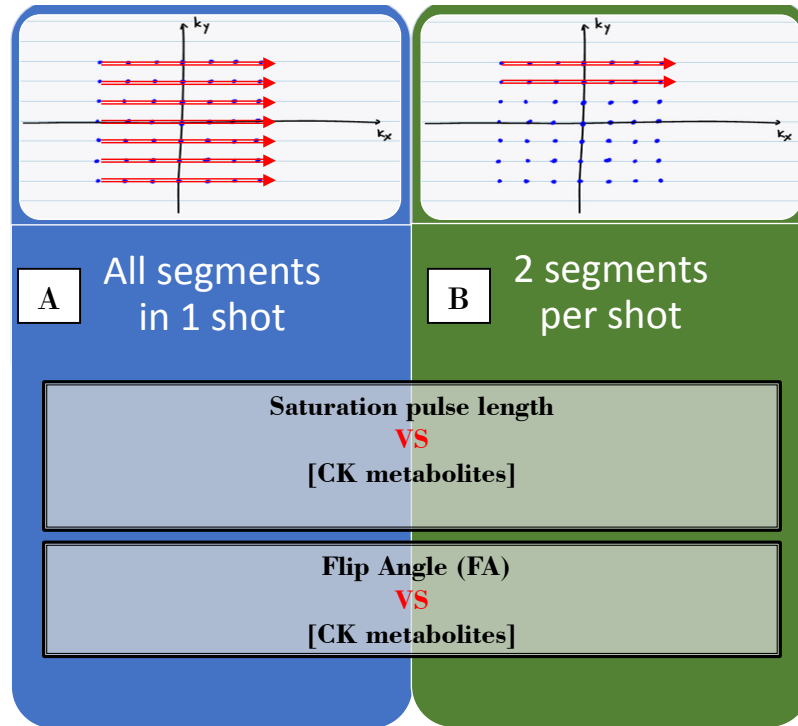 ky
kx
ky
kx
A
All segments
in 1 shot
B
2 segments
per shot
Saturation pulse length
VS
[CK metabolites]
Flip Angle (FA)
VS
[CK metabolites]